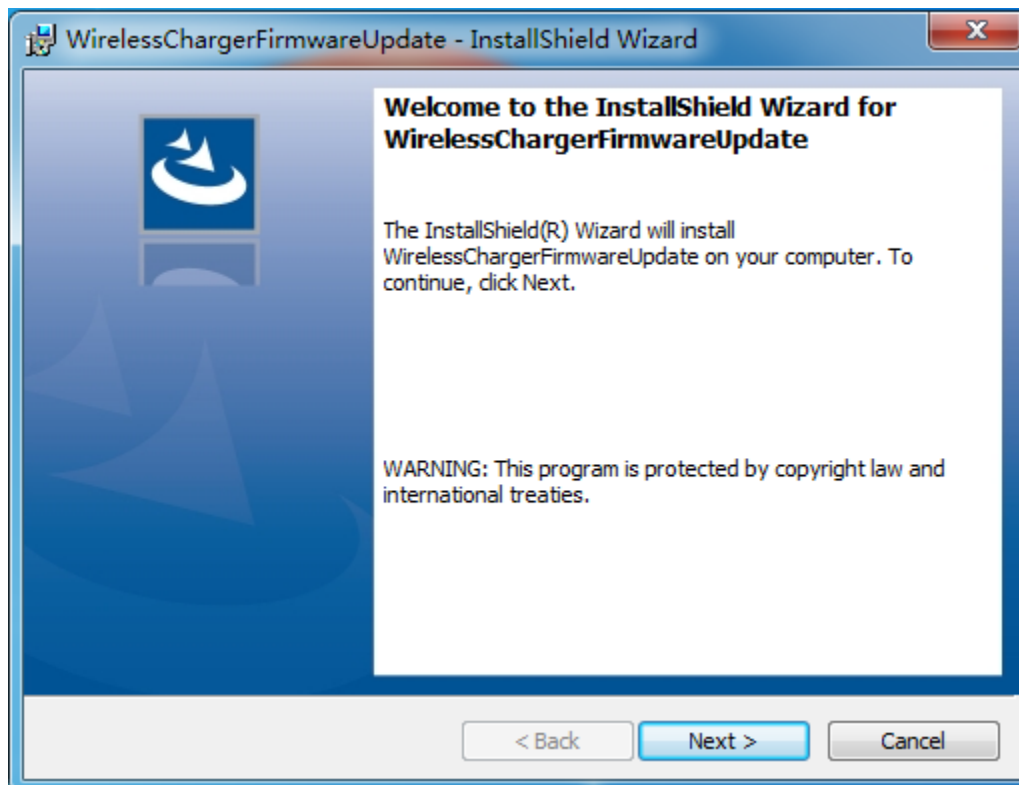 WirelessChargerFirmwareUpdate - InstallShield Wizard
Welcome to the InstallShield Wizard for
WirelessChargerFirmwareUpdate
The InstallShield(R) Wizard will install
WirelessChargerFirmwareUpdate on your computer. To
continue, click Next.
WARNING: This program is protected by copyright law and
international treaties.
< Back
Next >
Cancel